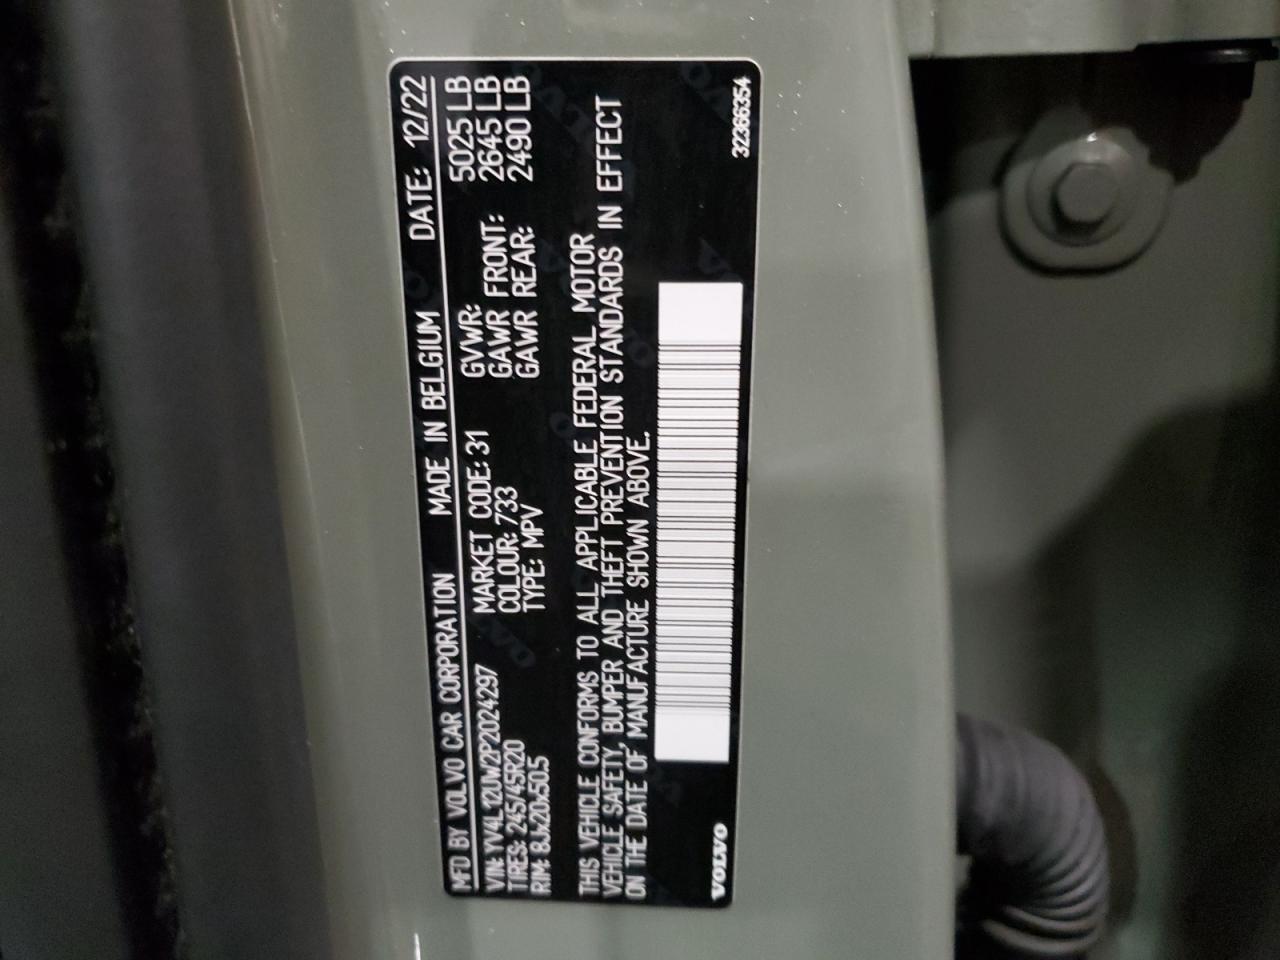 MFD BY VOLVO CAR CORPORATION MADE IN BELGIUM DATE: 12/22
VIN: YV4L12UW2P2024297 MARKET CODE: 31 GVWR: 5025 LB
TIRES: 245/45R20 COLOUR: 733 GAWR FRONT: 2645 LB
RIM: 8Jx20x50.5 TYPE: MPV GAWR REAR: 2490 LB
THIS VEHICLE CONFORMS TO ALL APPLICABLE FEDERAL MOTOR
VEHICLE SAFETY, BUMPER AND THEFT PREVENTION STANDARDS IN EFFECT
ON THE DATE OF MANUFACTURE SHOWN ABOVE.
VOLVO 32366354